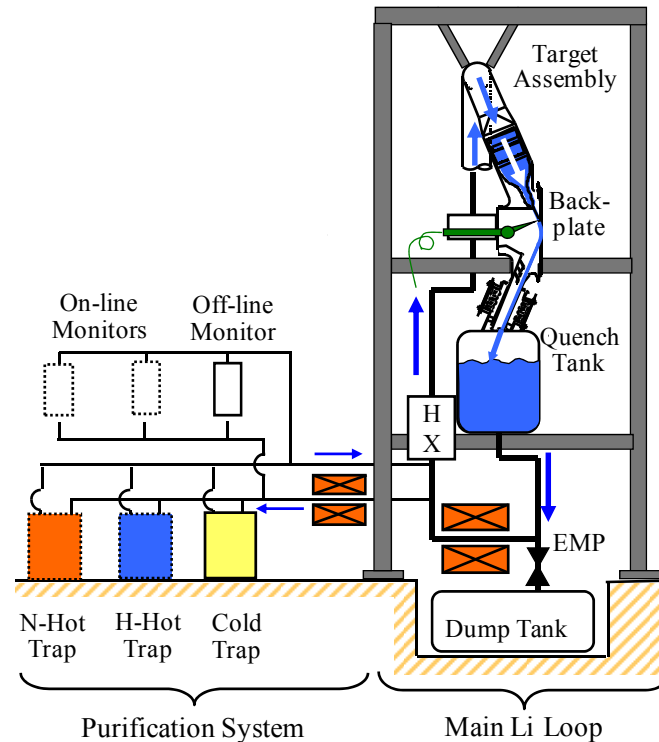 Target
Assembly
Back-
plate
On-line
Monitors
Off-line
Monitor
Quench
Tank
H
X
EMP
N-Hot
Trap
H-Hot
Trap
Cold
Trap
Dump Tank
Purification System
Main Li Loop